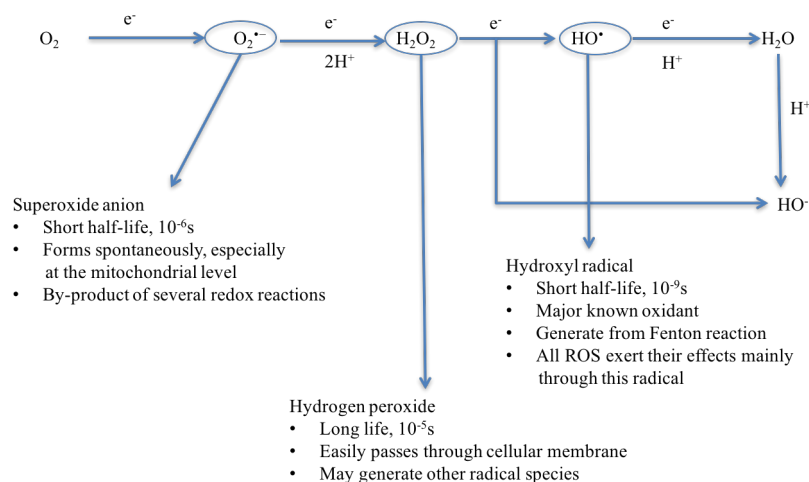 e⁻ e⁻ e⁻ e⁻
O₂ O₂•⁻ H₂O₂ HO• H₂O
2H⁺ H⁺
H⁺
HO⁻
Superoxide anion
• Short half-life, 10⁻⁶s
• Forms spontaneously, especially
at the mitochondrial level
• By-product of several redox reactions
Hydroxyl radical
• Short half-life, 10⁻⁹s
• Major known oxidant
• Generate from Fenton reaction
• All ROS exert their effects mainly
through this radical
Hydrogen peroxide
• Long life, 10⁻⁵s
• Easily passes through cellular membrane
• May generate other radical species